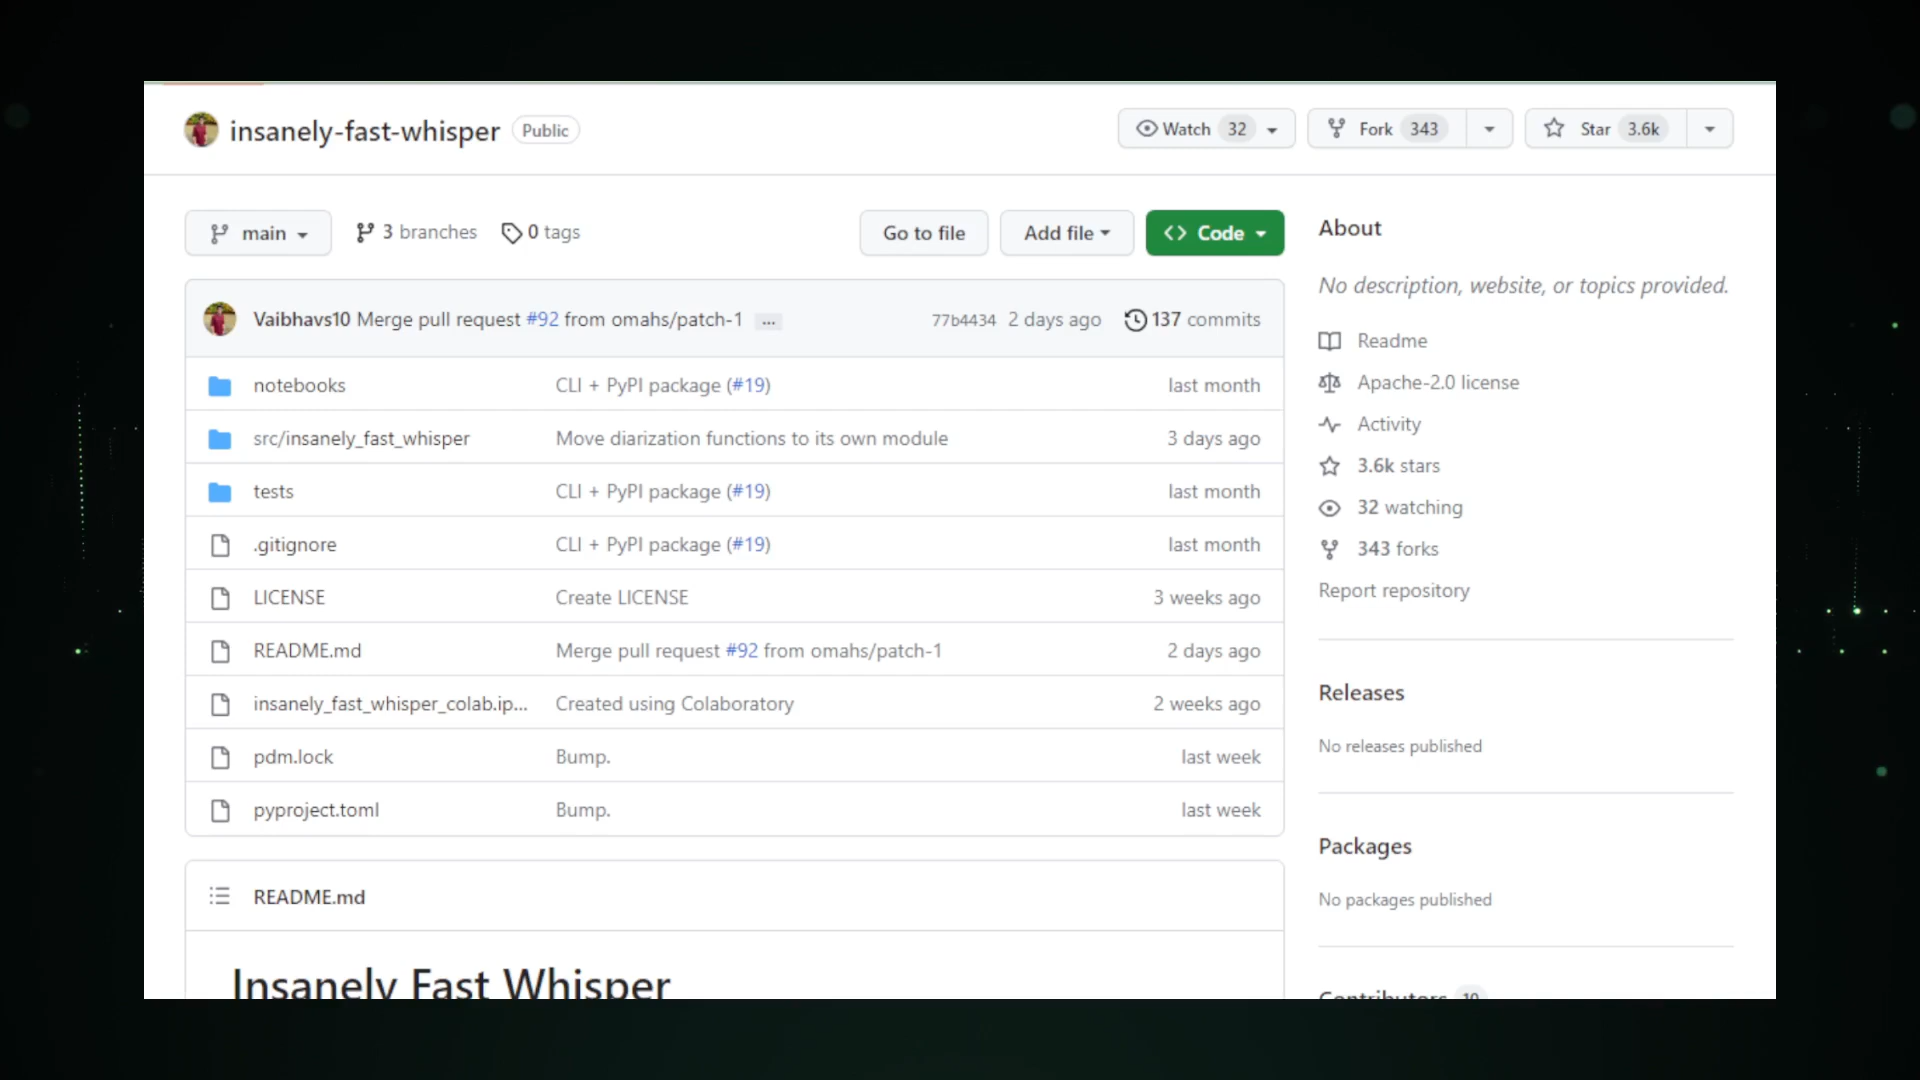 insanely-fast-whisper Public Watch 32 Fork 343 Star 3.6k
main 3 branches 0 tags Go to file Add file Code
Vaibhavs10 Merge pull request #92 from omahs/patch-1 ... 77b4434 2 days ago 137 commits
notebooks CLI + PyPI package (#19) last month
src/insanely_fast_whisper Move diarization functions to its own module 3 days ago
tests CLI + PyPI package (#19) last month
.gitignore CLI + PyPI package (#19) last month
LICENSE Create LICENSE 3 weeks ago
README.md Merge pull request #92 from omahs/patch-1 2 days ago
insanely_fast_whisper_colab.ip... Created using Colaboratory 2 weeks ago
pdm.lock Bump. last week
pyproject.toml Bump. last week
README.md
Insanely Fast Whisper
About
No description, website, or topics provided.
Readme
Apache-2.0 license
Activity
3.6k stars
32 watching
343 forks
Report repository
Releases
No releases published
Packages
No packages published
Contributors 10